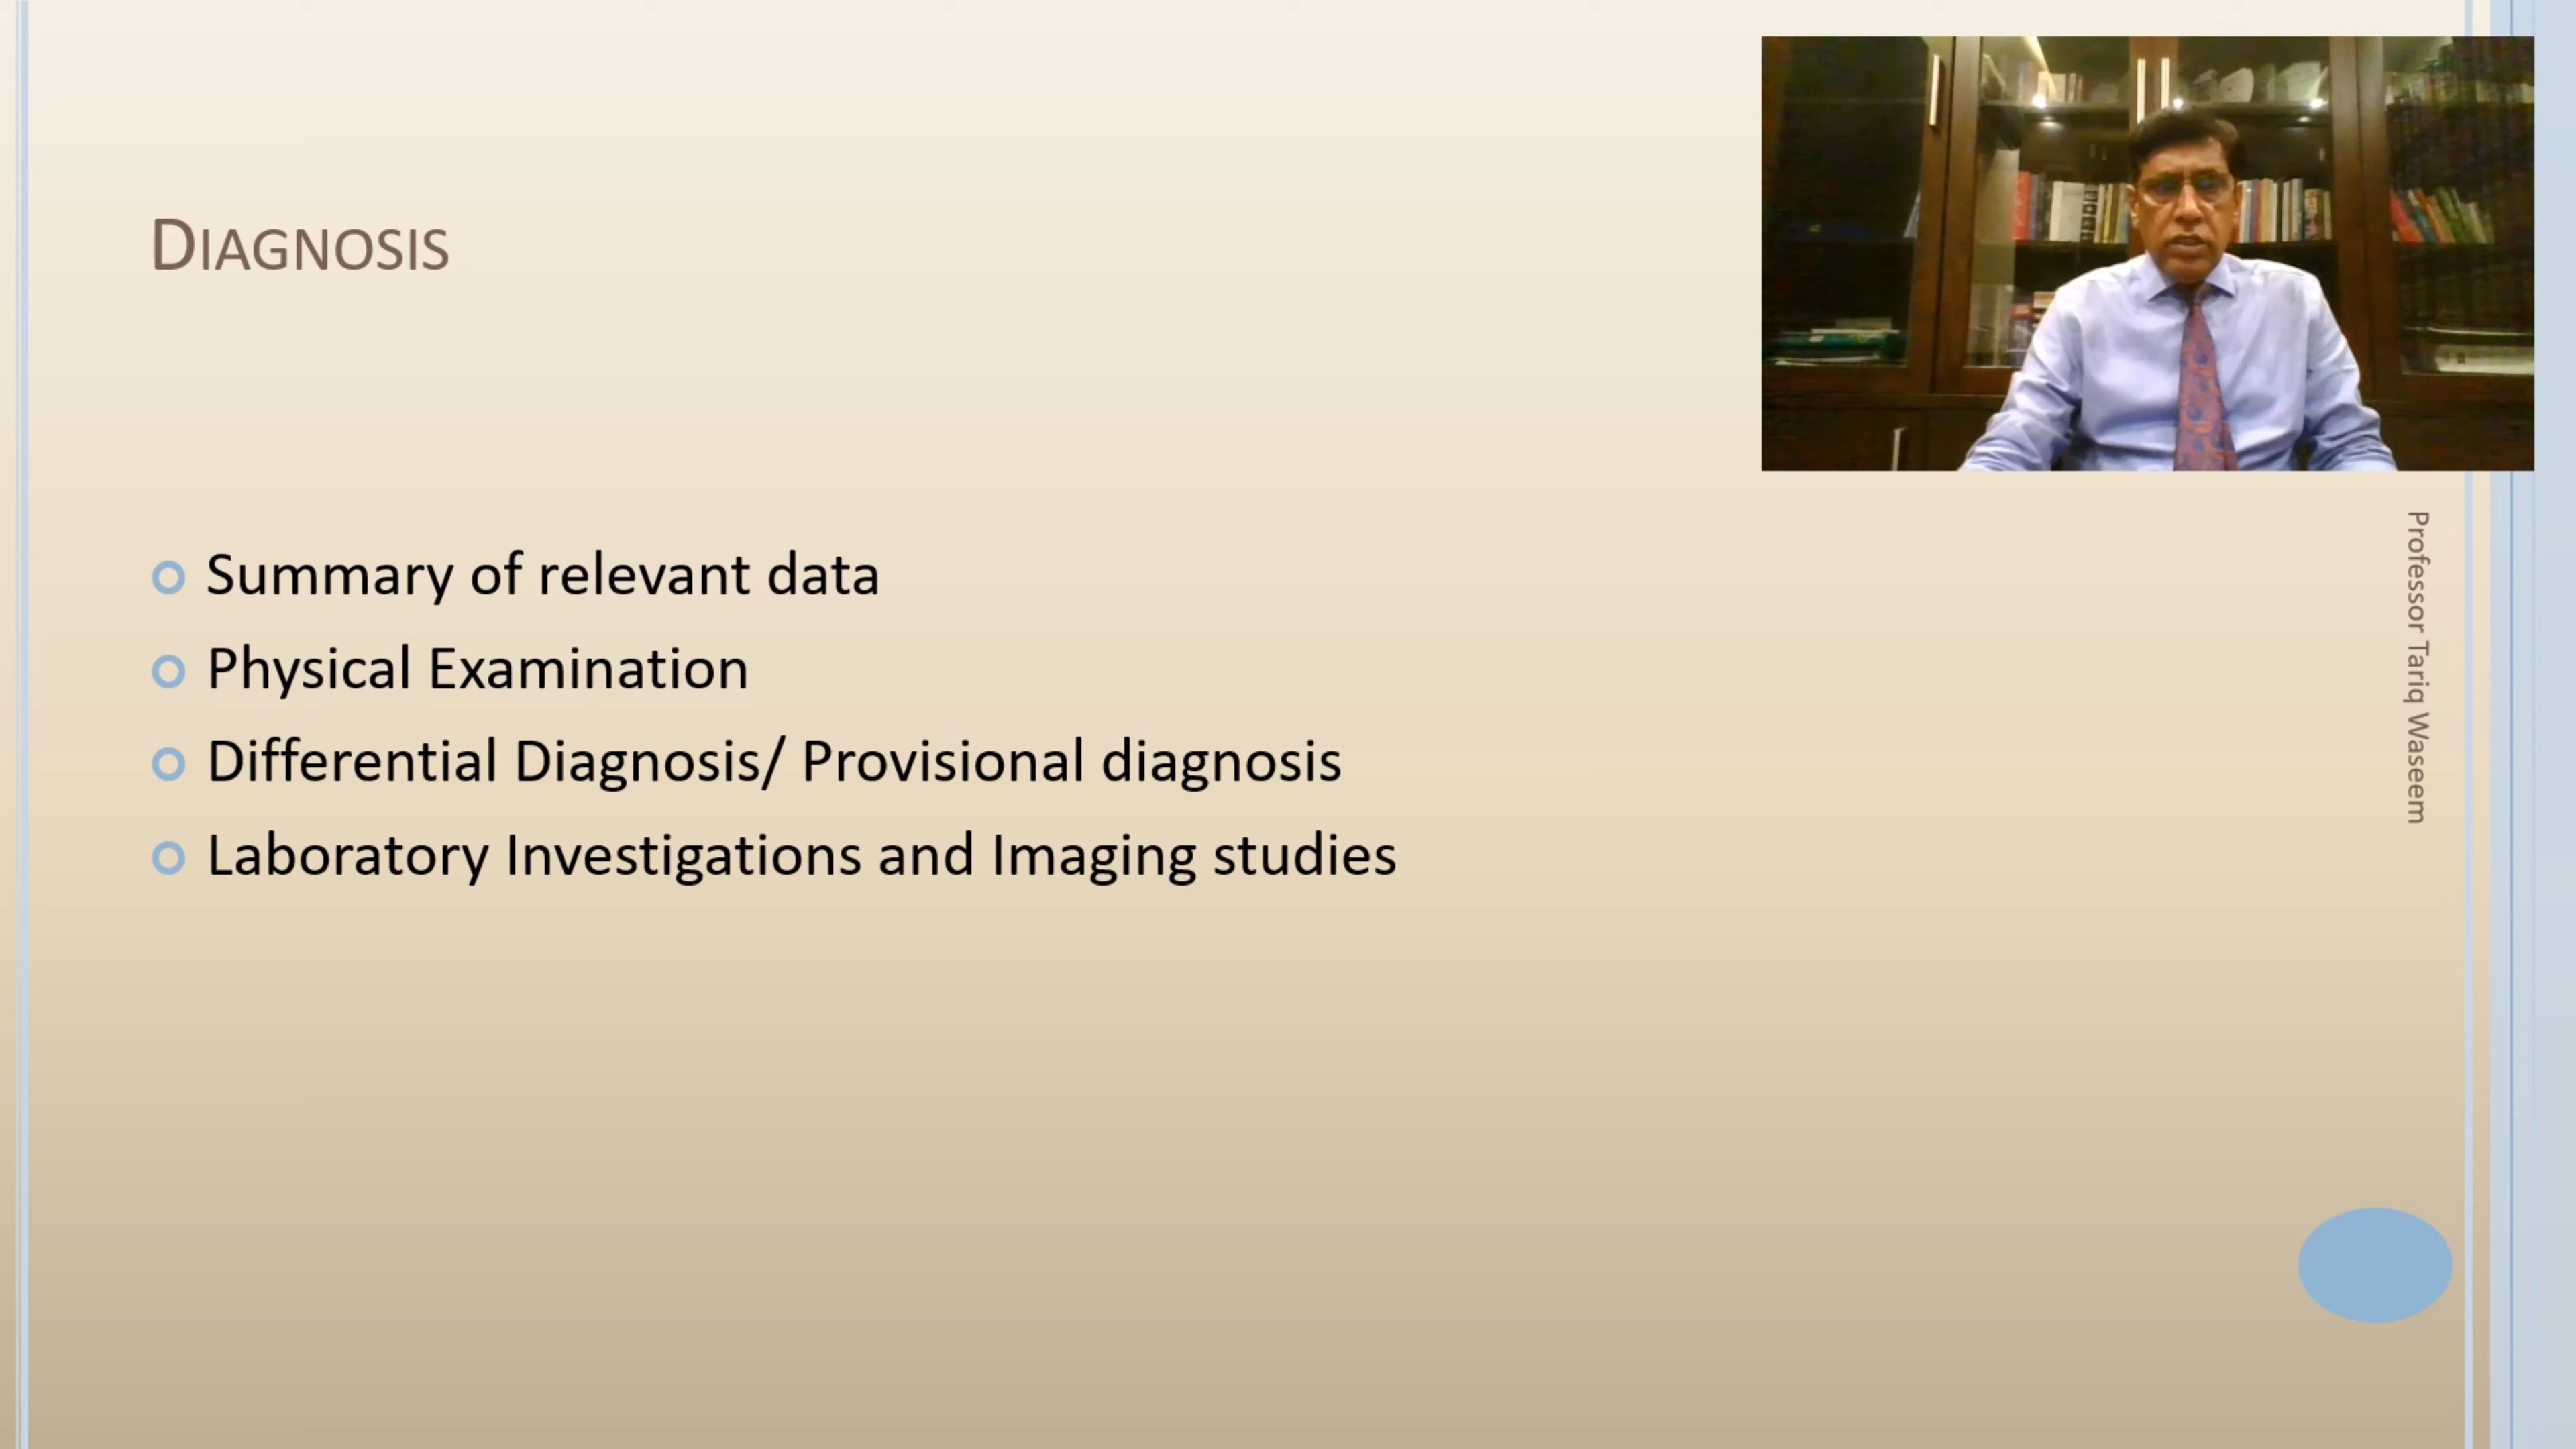 DIAGNOSIS
Summary of relevant data
Physical Examination
Differential Diagnosis/ Provisional diagnosis
Laboratory Investigations and Imaging studies
Professor Tariq Waseem